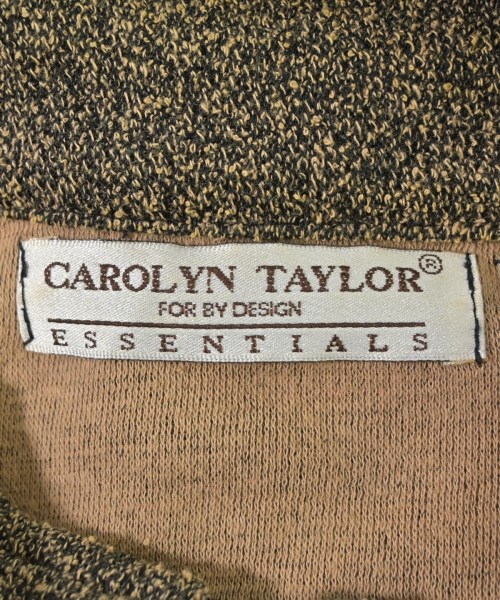 CAROLYN TAYLOR®
FOR BY DESIGN
ESSENTIALS